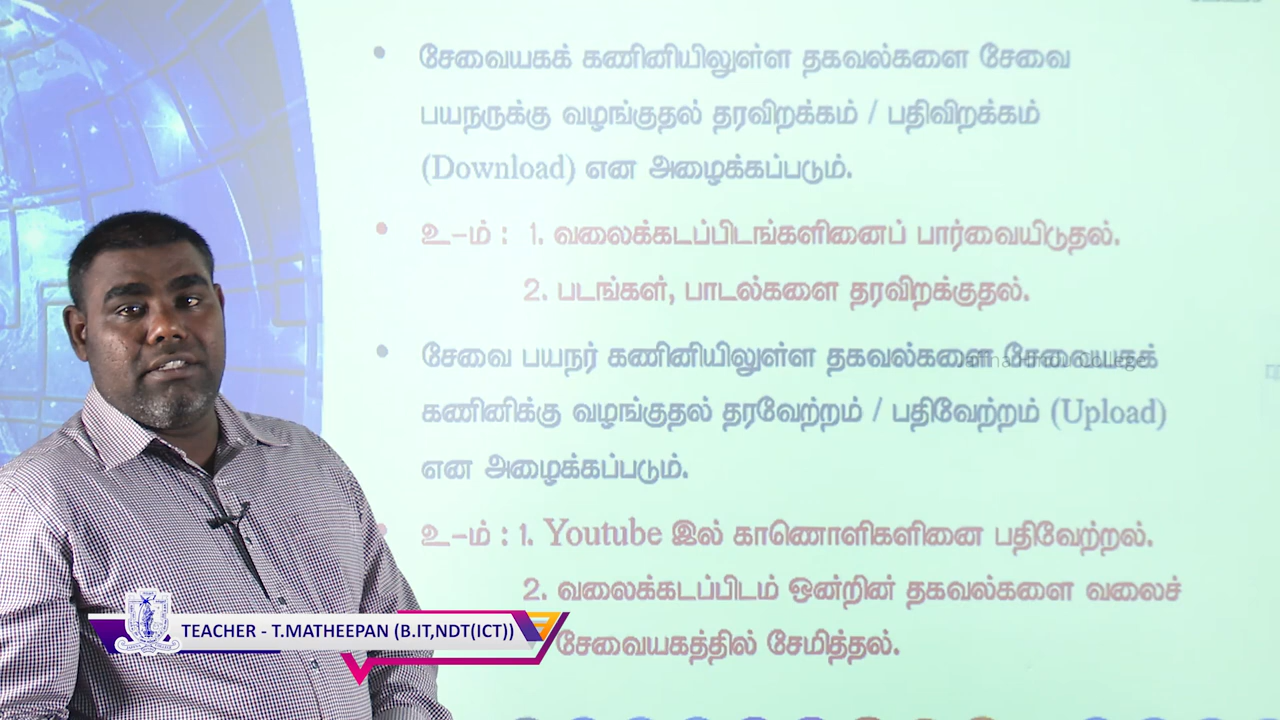 சேவையகக் கணினியிலுள்ள தகவல்களை சேவை
பயநருக்கு வழங்குதல் தரவிறக்கம் / பதிவிறக்கம்
(Download) என அழைக்கப்படும்.
உ-ம் : 1. வலைக்கடப்பிடங்களினைப் பார்வையிடுதல்.
2. படங்கள், பாடல்களை தரவிறக்குதல்.
சேவை பயநர் கணினியிலுள்ள தகவல்களை சேவையகக்
கணினிக்கு வழங்குதல் தரவேற்றம் / பதிவேற்றம் (Upload)
என அழைக்கப்படும்.
உ-ம் : 1. Youtube இல் காணொளிகளினை பதிவேற்றல்.
2. வலைக்கடப்பிடம் ஒன்றின் தகவல்களை வலைச்
சேவையகத்தில் சேமித்தல்.
TEACHER - T.MATHEEPAN (B.IT,NDT(ICT))